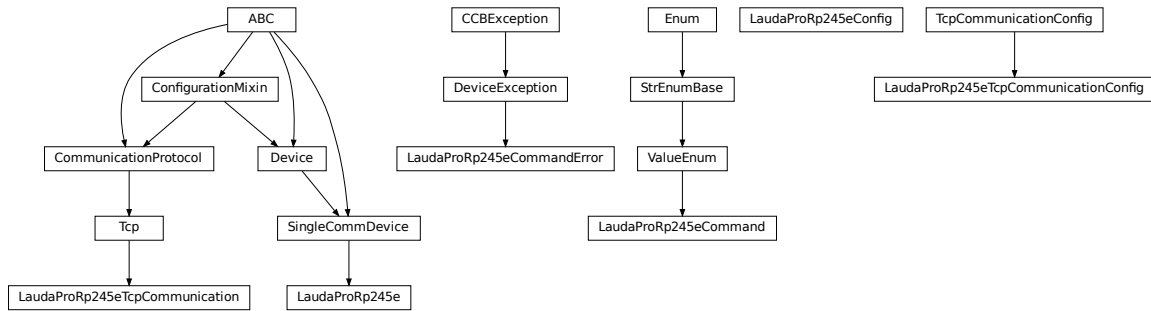 ABC
CCBException
Enum
LaudaProRp245eConfig
TcpCommunicationConfig
ConfigurationMixin
DeviceException
StrEnumBase
LaudaProRp245eTcpCommunicationConfig
CommunicationProtocol
Device
LaudaProRp245eCommandError
ValueEnum
Tcp
SingleCommDevice
LaudaProRp245eCommand
LaudaProRp245eTcpCommunication
LaudaProRp245e